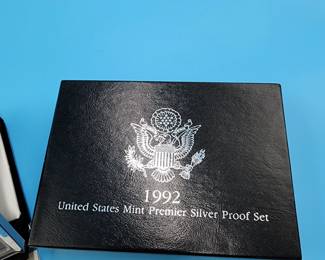 1992
United States Mint Premier Silver Proof Set